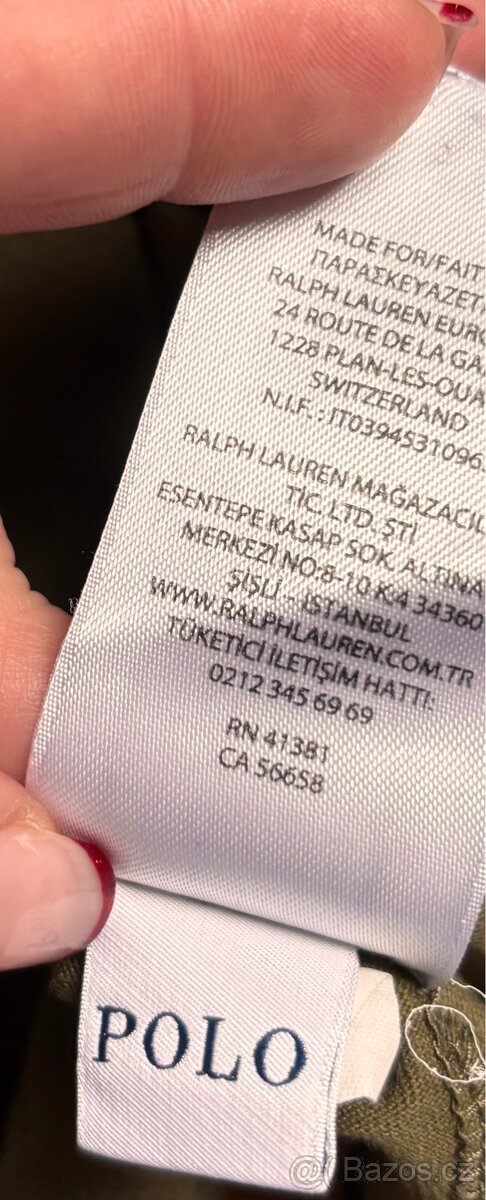 MADE FOR/FAIT
ΠΑΡΑΣΚΕΥΑΖΕΤ
RALPH LAUREN EURO
24 ROUTE DE LA GA
1228 PLAN-LES-OUA
SWITZERLAND
N.I.F. : IT0394531096
RALPH LAUREN MAĞAZACIL
TİC. LTD. ŞTİ
ESENTEPE KASAP SOK. ALTINA
MERKEZİ NO:8-10 K:4 34360
ŞİŞLİ - İSTANBUL
WWW.RALPHLAUREN.COM.TR
TÜKETİCİ İLETİŞİM HATTI:
0212 345 69 69
RN 41381
CA 56658
POLO
Bazos.cz